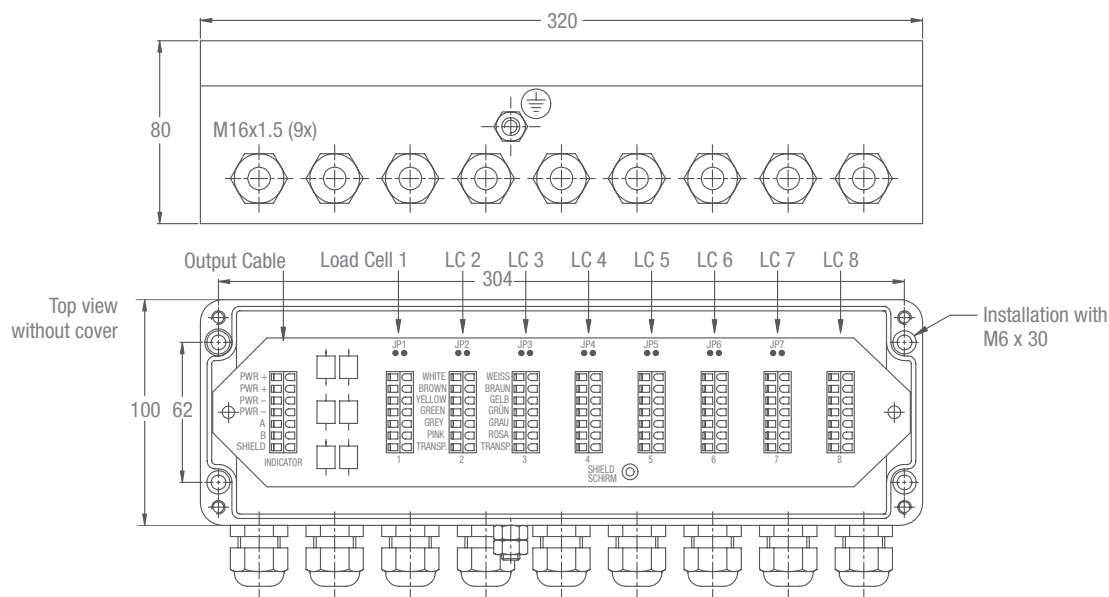 320
80
M16x1.5 (9x)
Output Cable
Load Cell 1
LC 2
LC 3
LC 4
LC 5
LC 6
LC 7
LC 8
304
Top view
without cover
Installation with
M6 x 30
100
62
JP1
JP2
JP3
JP4
JP5
JP6
JP7
PWR +
PWR +
PWR –
PWR –
A
B
SHIELD
INDICATOR
WHITE
BROWN
YELLOW
GREEN
GREY
PINK
TRANSP.
WEISS
BRAUN
GELB
GRÜN
GRAU
ROSA
TRANSP.
1
2
3
4
5
6
7
8
SHIELD
SCHIRM